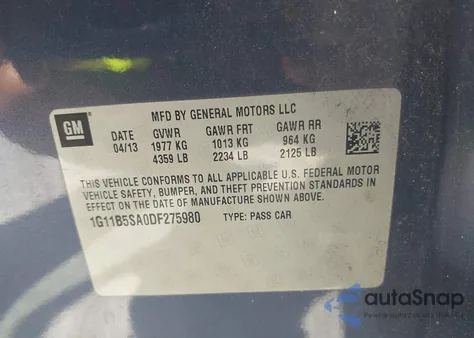 GM
MFD BY GENERAL MOTORS LLC
04/13 GVWR GAWR FRT GAWR RR
1977 KG 1013 KG 964 KG
4359 LB 2234 LB 2125 LB
THIS VEHICLE CONFORMS TO ALL APPLICABLE U.S. FEDERAL MOTOR
VEHICLE SAFETY, BUMPER, AND THEFT PREVENTION STANDARDS IN
EFFECT ON THE DATE OF MANUFACTURE SHOWN ABOVE.
1G11B5SA0DF275980 TYPE: PASS CAR
autoSnap